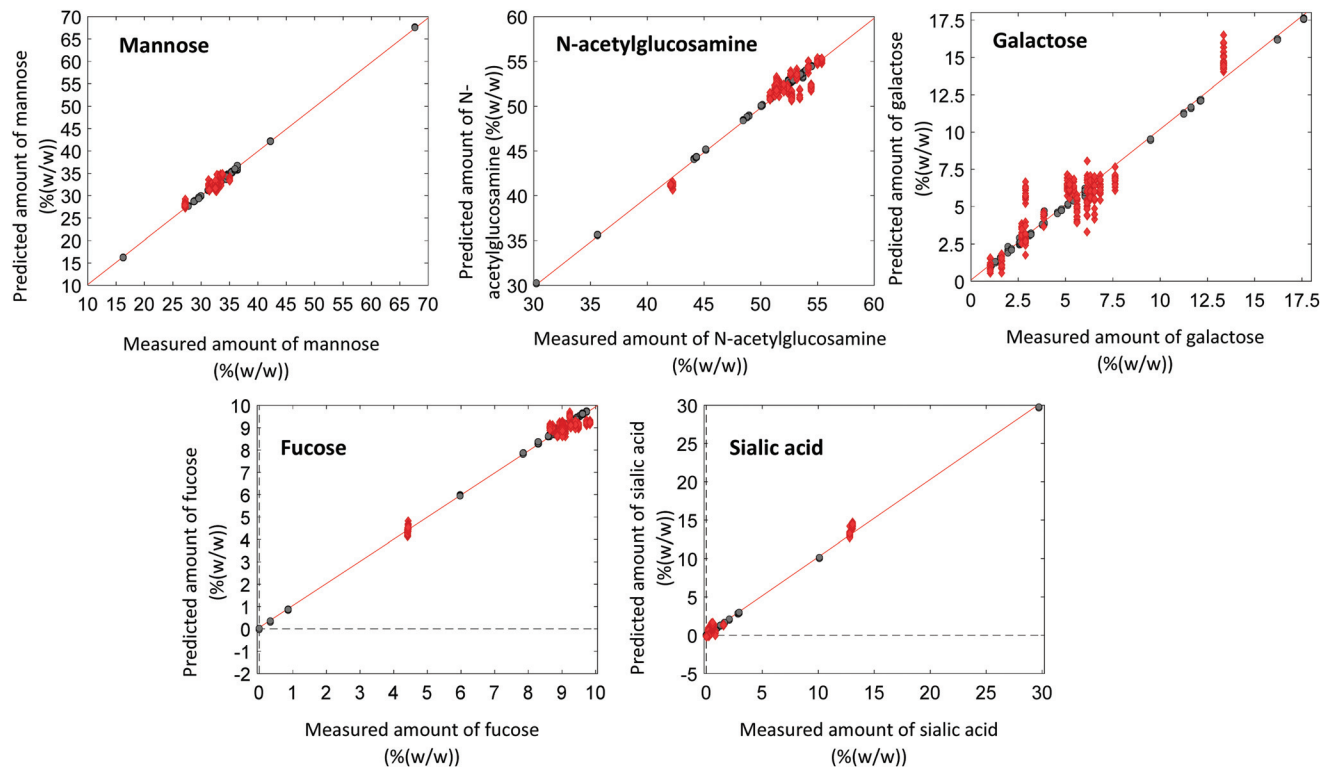 Mannose
Predicted amount of mannose
(%(w/w))
70
65
60
55
50
45
40
35
30
25
20
15
10
10 15 20 25 30 35 40 45 50 55 60 65 70
Measured amount of mannose
(%(w/w))
N-acetylglucosamine
Predicted amount of N-
acetylglucosamine (%(w/w))
60
55
50
45
40
35
30
30 35 40 45 50 55 60
Measured amount of N-acetylglucosamine
(%(w/w))
Galactose
Predicted amount of galactose
(%(w/w))
17.5
15
12.5
10
7.5
5
2.5
0
0 2.5 5 7.5 10 12.5 15 17.5
Measured amount of galactose
(%(w/w))
Fucose
Predicted amount of fucose
(%(w/w))
10
9
8
7
6
5
4
3
2
1
0
-1
-2
0 1 2 3 4 5 6 7 8 9 10
Measured amount of fucose
(%(w/w))
Sialic acid
Predicted amount of sialic acid
(%(w/w))
30
25
20
15
10
5
0
-5
0 5 10 15 20 25 30
Measured amount of sialic acid
(%(w/w))